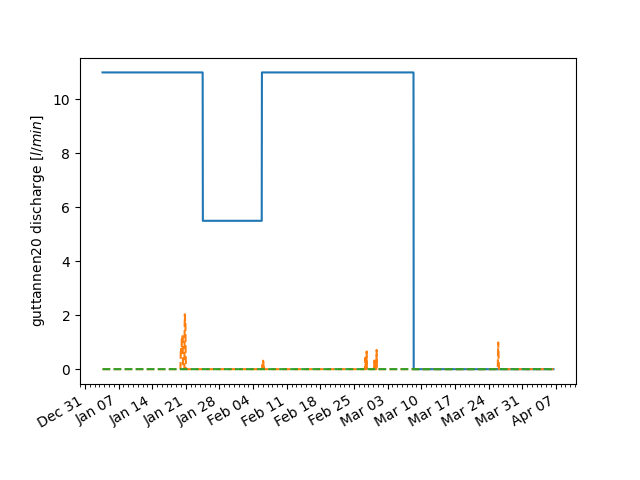 guttannen20 discharge [l/min]
10
8
6
4
2
0
Dec 31
Jan 07
Jan 14
Jan 21
Jan 28
Feb 04
Feb 11
Feb 18
Feb 25
Mar 03
Mar 10
Mar 17
Mar 24
Mar 31
Apr 07